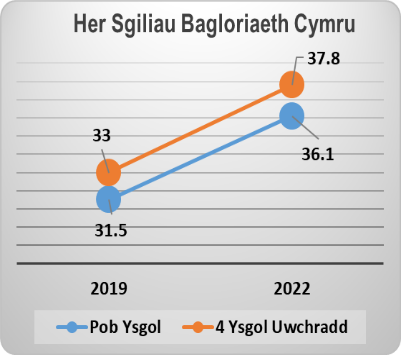 Her Sgiliau Bagloriaeth Cymru
37.8
33
36.1
31.5
2019 2022
Pob Ysgol 4 Ysgol Uwchradd